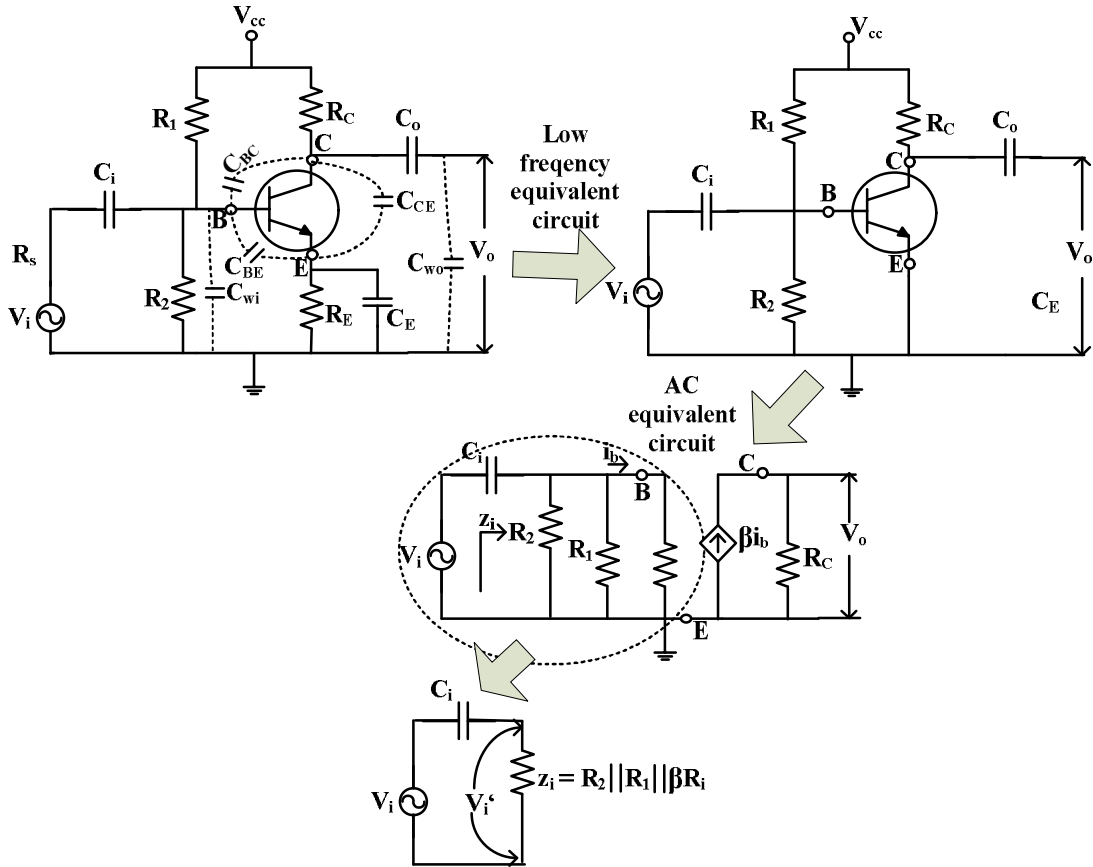 Vcc
R1
RC
Co
C
CBC
Ci
B
CCE
Rs
CBE
E
Cwo
Vo
R2
Cwi
RE
CE
Vi
Low
freqency
equivalent
circuit
Vcc
R1
RC
Co
C
Ci
B
E
Vo
Vi
R2
CE
AC
equivalent
circuit
Ci
ib
B
C
zi
R2
R1
Vi
βib
RC
Vo
E
Ci
Vi
Vi‘
zi = R2||R1||βRi